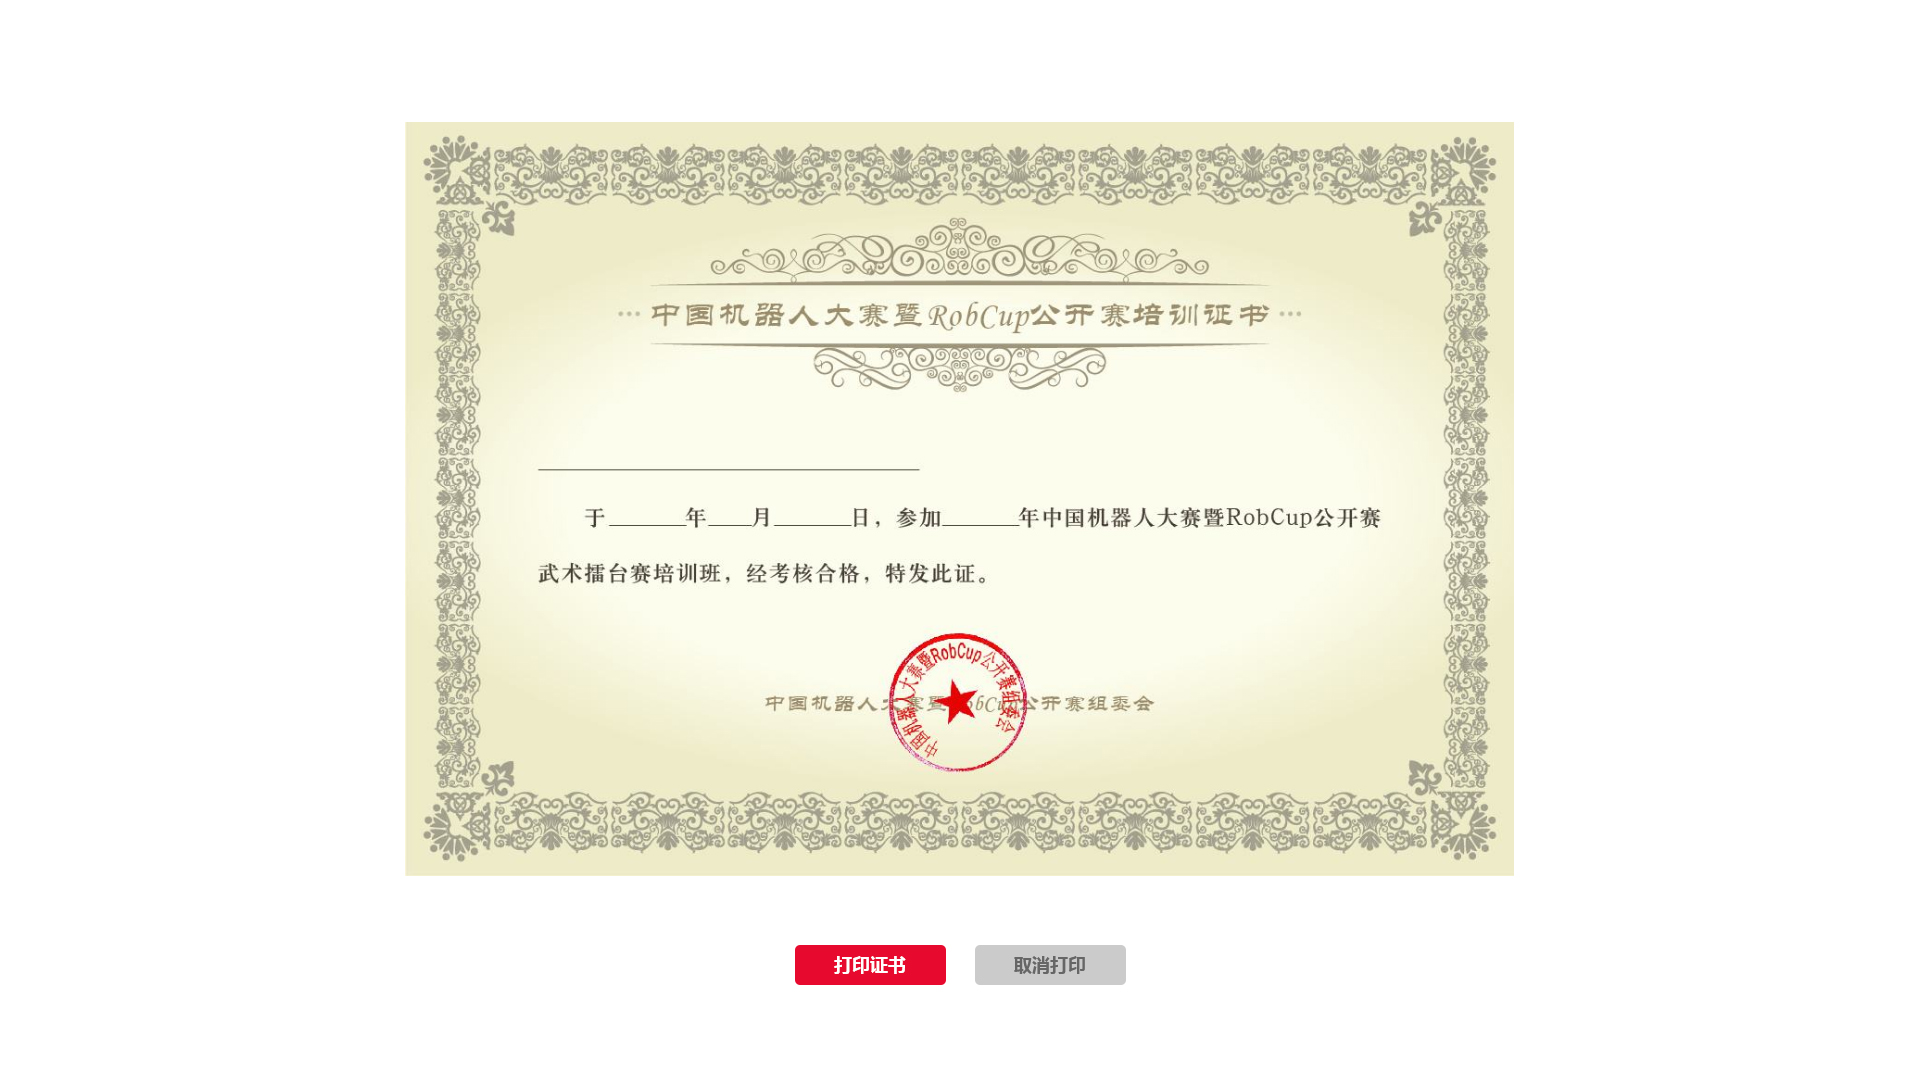 中国机器人大赛暨RobCup公开赛培训证书
于______年____月______日，参加______年中国机器人大赛暨RobCup公开赛
武术擂台赛培训班，经考核合格，特发此证。
中国机器人大赛暨RobCup公开赛组委会
中国机器人大赛暨RobCup公开赛组委会
打印证书 取消打印